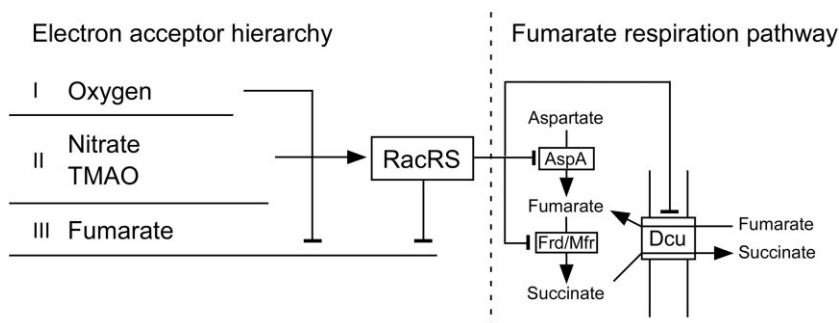 Electron acceptor hierarchy
Fumarate respiration pathway
I Oxygen
II Nitrate
TMAO
III Fumarate
RacRS
Aspartate
AspA
Fumarate
Frd/Mfr
Succinate
Dcu
Fumarate
Succinate